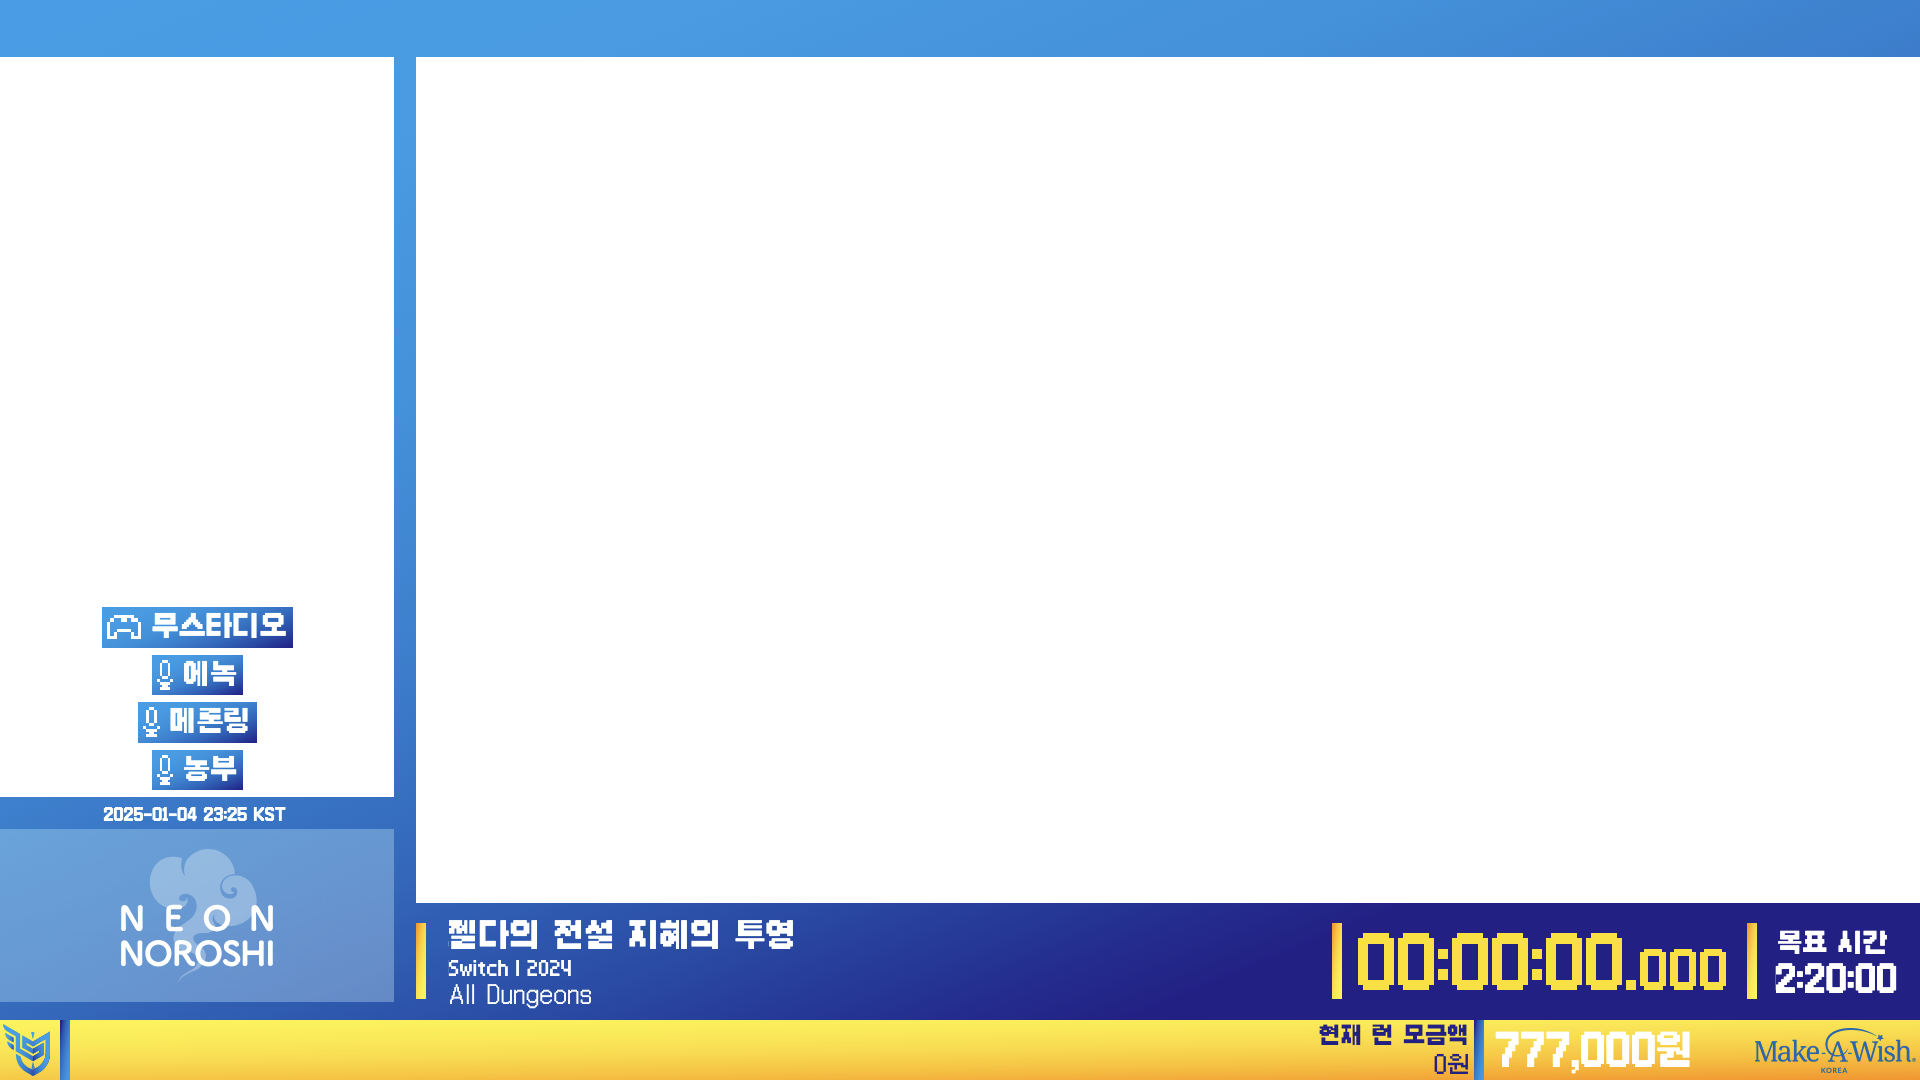 무스타디오
에녹
메론링
농부
2025-01-04 23:25 KST
NEON
NOROSHI
젤다의 전설 지혜의 투영
Switch | 2024
All Dungeons
00:00:00.000
목표 시간
2:20:00
현재 런 모금액
0원
777,000원
Make-A-Wish®
KOREA